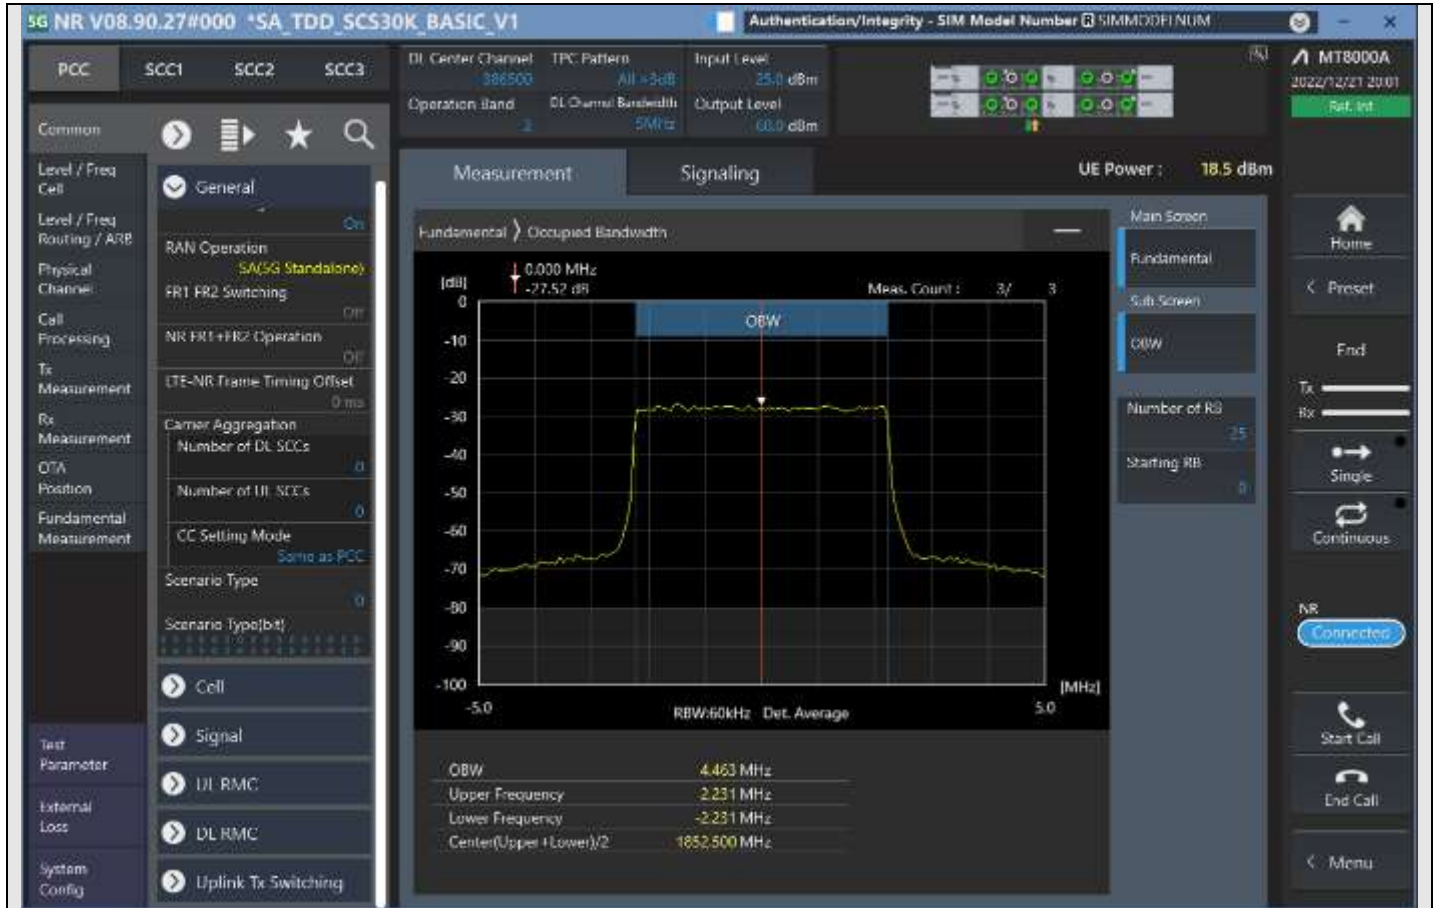 5G NR V08.90.27#000 *SA_TDD_SCS30K_BASIC_V1
Authentication/Integrity - SIM Model Number R SIMMODELNUM
PCC
SCC1
SCC2
SCC3
DL Center Channel
386500
TPC Pattern
All +3dB
Input Level
25.0 dBm
Operation Band
2
DL Channel Bandwidth
5MHz
Output Level
-60.0 dBm
MT8000A
2022/12/21 20:01
Ref. Int
Common
Level / Freq
Cell
Level / Freq
Routing / ARB
Physical
Channel
Call
Processing
Tx
Measurement
Rx
Measurement
OTA
Position
Fundamental
Measurement
Test
Parameter
External
Loss
System
Config
General
On
RAN Operation
SA(5G Standalone)
FR1 FR2 Switching
Off
NR FR1+FR2 Operation
Off
LTE-NR Frame Timing Offset
0 ms
Carrier Aggregation
Number of DL SCCs
0
Number of UL SCCs
0
CC Setting Mode
Same as PCC
Scenario Type
0
Scenario Type(bit)
Cell
Signal
UL RMC
DL RMC
Uplink Tx Switching
Measurement
Signaling
UE Power : 18.5 dBm
Fundamental
Occupied Bandwidth
0.000 MHz
-27.52 dB
Meas. Count : 3/ 3
[dB]
OBW
0
-10
-20
-30
-40
-50
-60
-70
-80
-90
-100
-5.0
5.0
[MHz]
RBW:60kHz Det. Average
OBW 4.463 MHz
Upper Frequency 2.231 MHz
Lower Frequency -2.231 MHz
Center(Upper+Lower)/2 1852.500 MHz
Main Screen
Fundamental
Sub Screen
OBW
Number of RB
25
Starting RB
0
Home
Preset
End
Tx
Rx
Single
Continuous
NR
Connected
Start Call
End Call
Menu